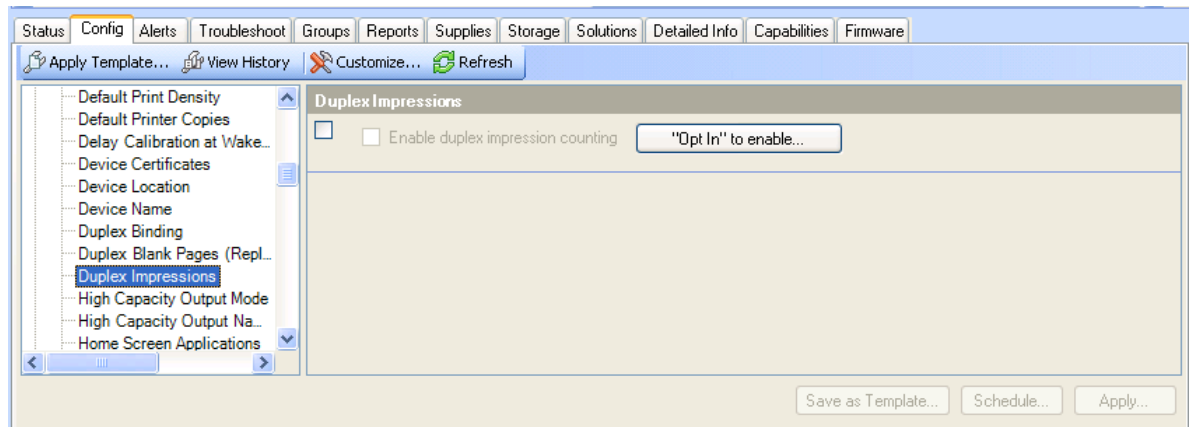 Status Config Alerts Troubleshoot Groups Reports Supplies Storage Solutions Detailed Info Capabilities Firmware
Apply Template... View History Customize... Refresh
Default Print Density
Default Printer Copies
Delay Calibration at Wake...
Device Certificates
Device Location
Device Name
Duplex Binding
Duplex Blank Pages (Repl...
Duplex Impressions
High Capacity Output Mode
High Capacity Output Na...
Home Screen Applications
Duplex Impressions
Enable duplex impression counting "Opt In" to enable...
Save as Template... Schedule... Apply...